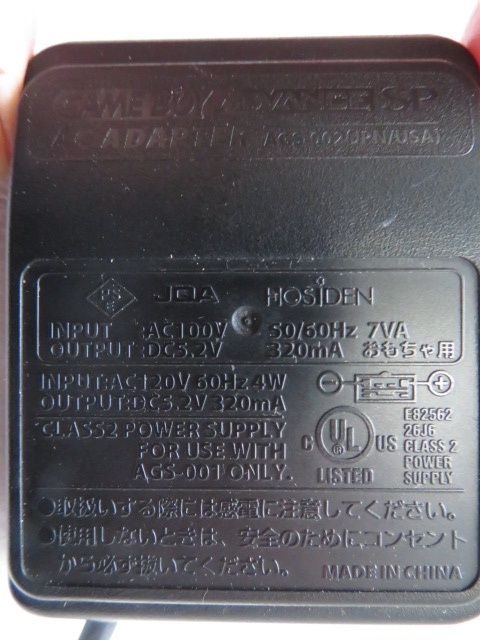 GAME BOY ADVANCE SP
AC ADAPTER AGS-002(JPN/USA)
PS E JQA HOSIDEN
INPUT :AC100V 50/60Hz 7VA
OUTPUT:DC5.2V 320mA おもちゃ用
INPUT:AC120V 60Hz 4W
OUTPUT:DC5.2V 320mA
CLASS2 POWER SUPPLY
FOR USE WITH
AGS-001 ONLY.
C UL US
®
LISTED
E82562
26J6
CLASS 2
POWER
SUPPLY
●取扱いする際には感電に注意してください。
●使用しないときは、安全のためにコンセント
から必ず抜いてください。
MADE IN CHINA